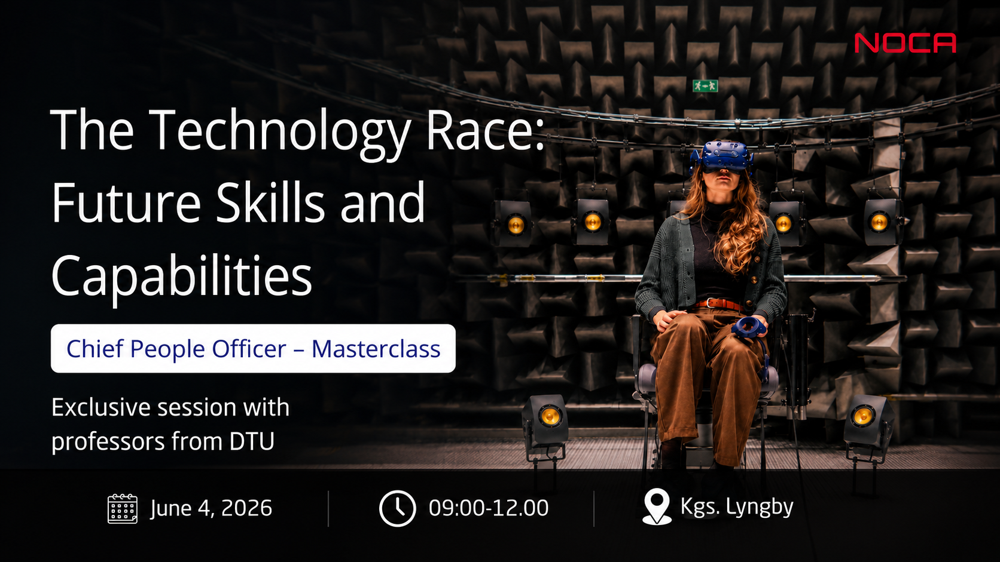 NOCA
The Technology Race:
Future Skills and
Capabilities
Chief People Officer – Masterclass
Exclusive session with
professors from DTU
June 4, 2026
09:00-12.00
Kgs. Lyngby